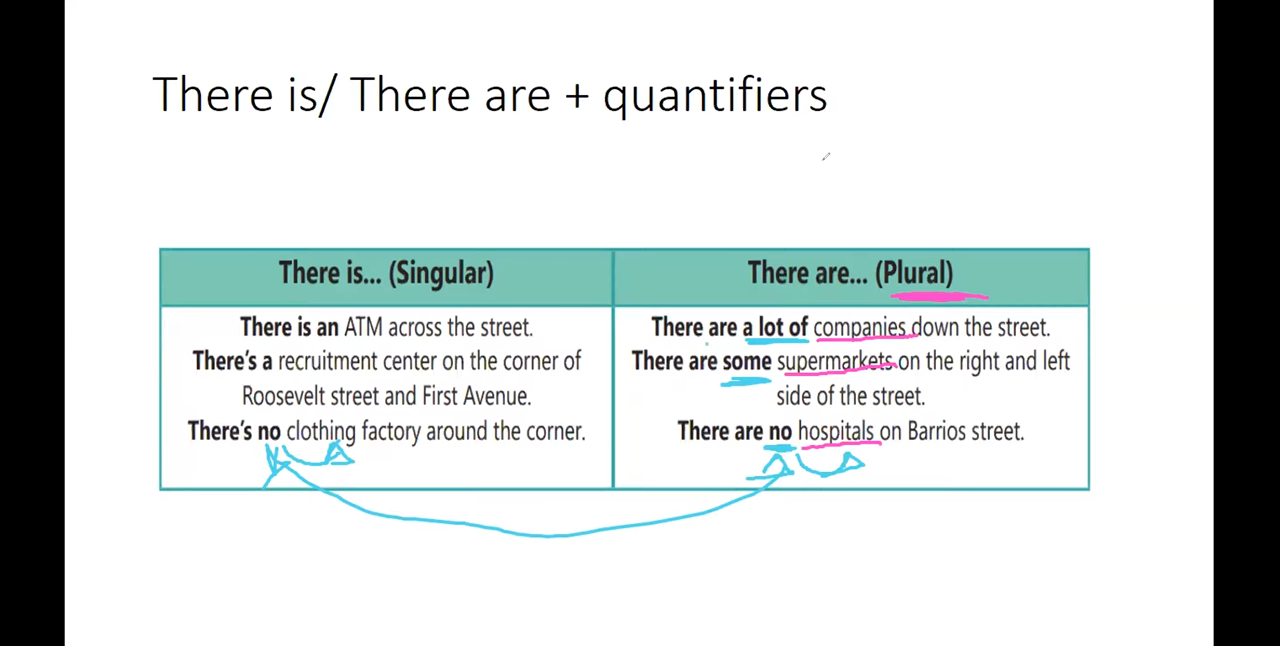 There is/ There are + quantifiers
There is... (Singular)
There is an ATM across the street.
There's a recruitment center on the corner of
Roosevelt street and First Avenue.
There's no clothing factory around the corner.
There are... (Plural)
There are a lot of companies down the street.
There are some supermarkets on the right and left
side of the street.
There are no hospitals on Barrios street.